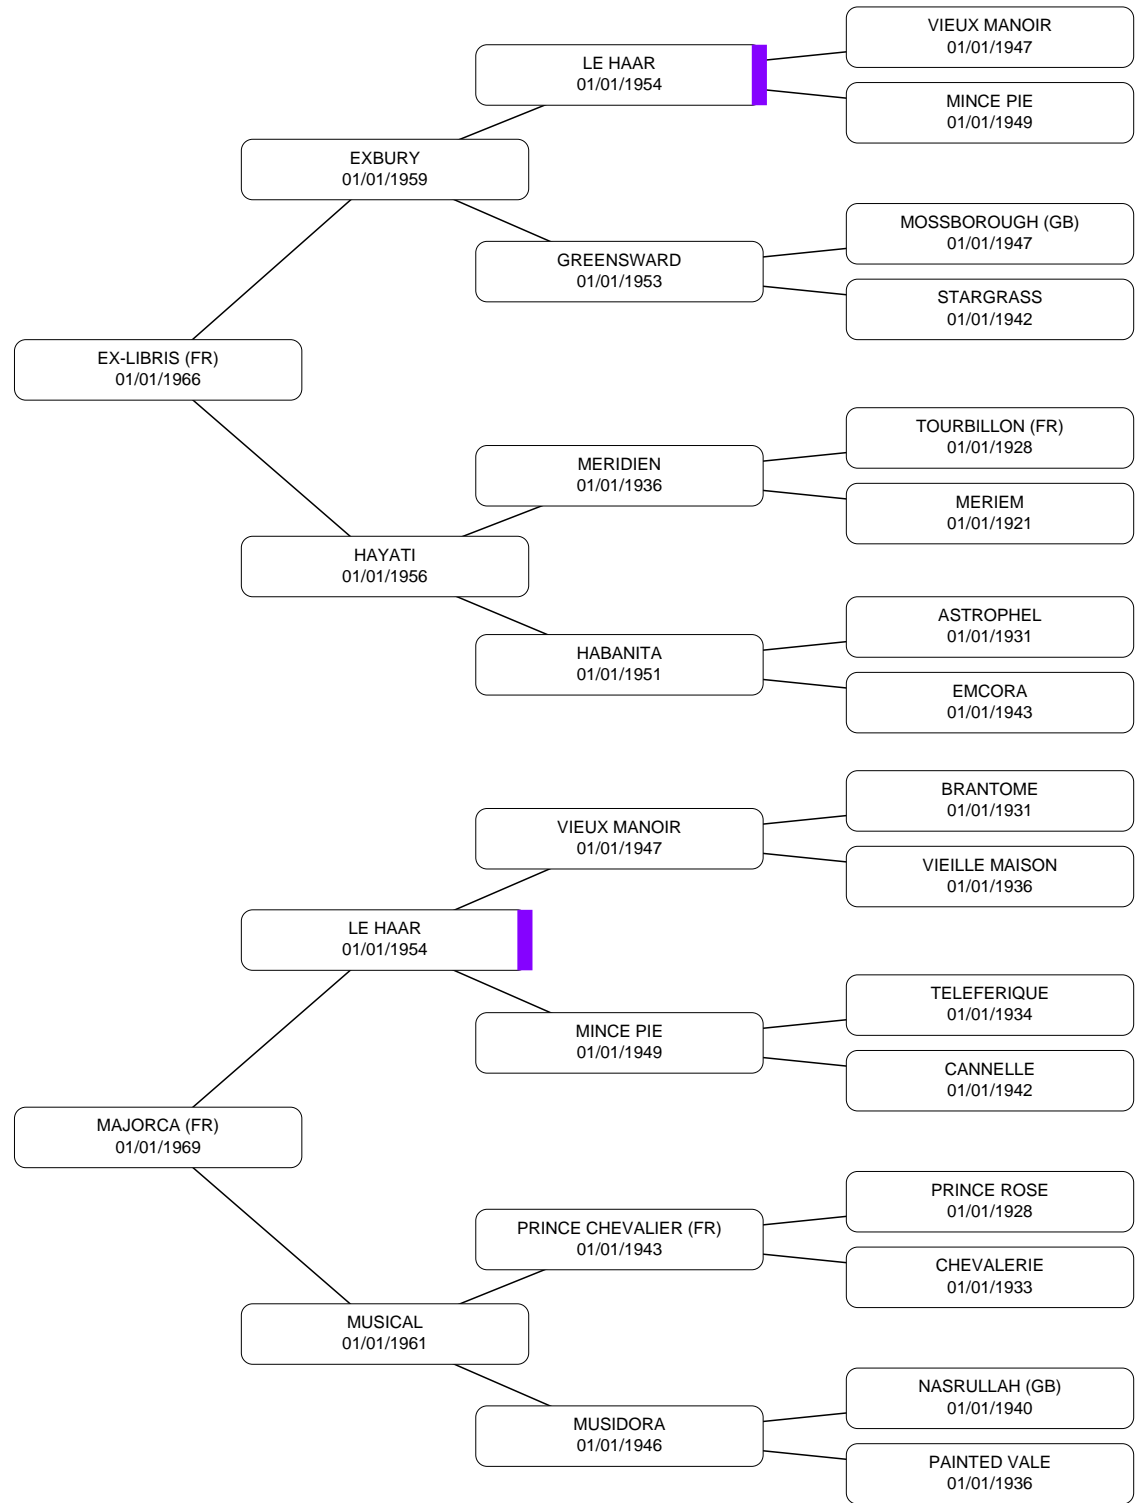 VIEUX MANOIR
01/01/1947
LE HAAR
01/01/1954
MINCE PIE
01/01/1949
EXBURY
01/01/1959
MOSSBOROUGH (GB)
01/01/1947
GREENSWARD
01/01/1953
STARGRASS
01/01/1942
EX-LIBRIS (FR)
01/01/1966
TOURBILLON (FR)
01/01/1928
MERIDIEN
01/01/1936
MERIEM
01/01/1921
HAYATI
01/01/1956
ASTROPHEL
01/01/1931
HABANITA
01/01/1951
EMCORA
01/01/1943
BRANTOME
01/01/1931
VIEUX MANOIR
01/01/1947
VIEILLE MAISON
01/01/1936
LE HAAR
01/01/1954
TELEFERIQUE
01/01/1934
MINCE PIE
01/01/1949
CANNELLE
01/01/1942
MAJORCA (FR)
01/01/1969
PRINCE ROSE
01/01/1928
PRINCE CHEVALIER (FR)
01/01/1943
CHEVALERIE
01/01/1933
MUSICAL
01/01/1961
NASRULLAH (GB)
01/01/1940
MUSIDORA
01/01/1946
PAINTED VALE
01/01/1936